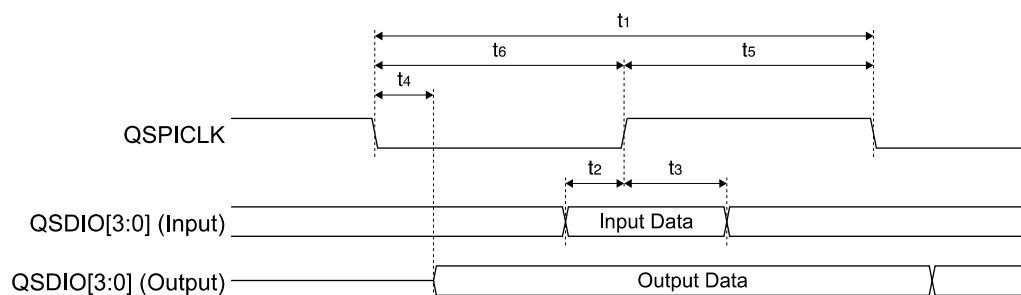 t1
t6 t5
t4
QSPICLK
t2 t3
QSDIO[3:0] (Input) Input Data
QSDIO[3:0] (Output) Output Data